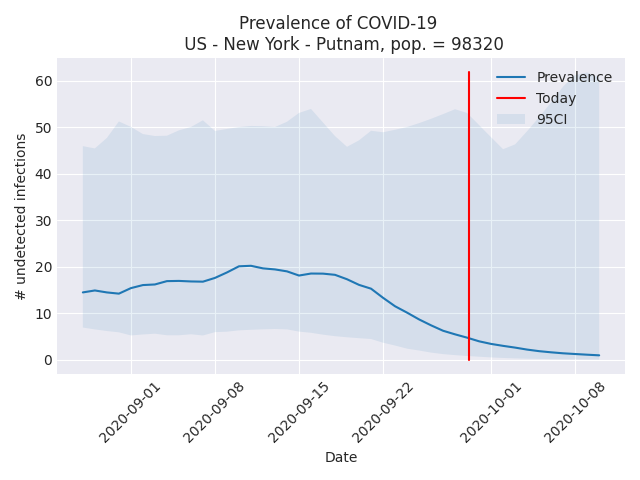 Prevalence of COVID-19
US - New York - Putnam, pop. = 98320
Prevalence
Today
95CI
# undetected infections
60
50
40
30
20
10
0
2020-09-01
2020-09-08
2020-09-15
2020-09-22
2020-10-01
2020-10-08
Date